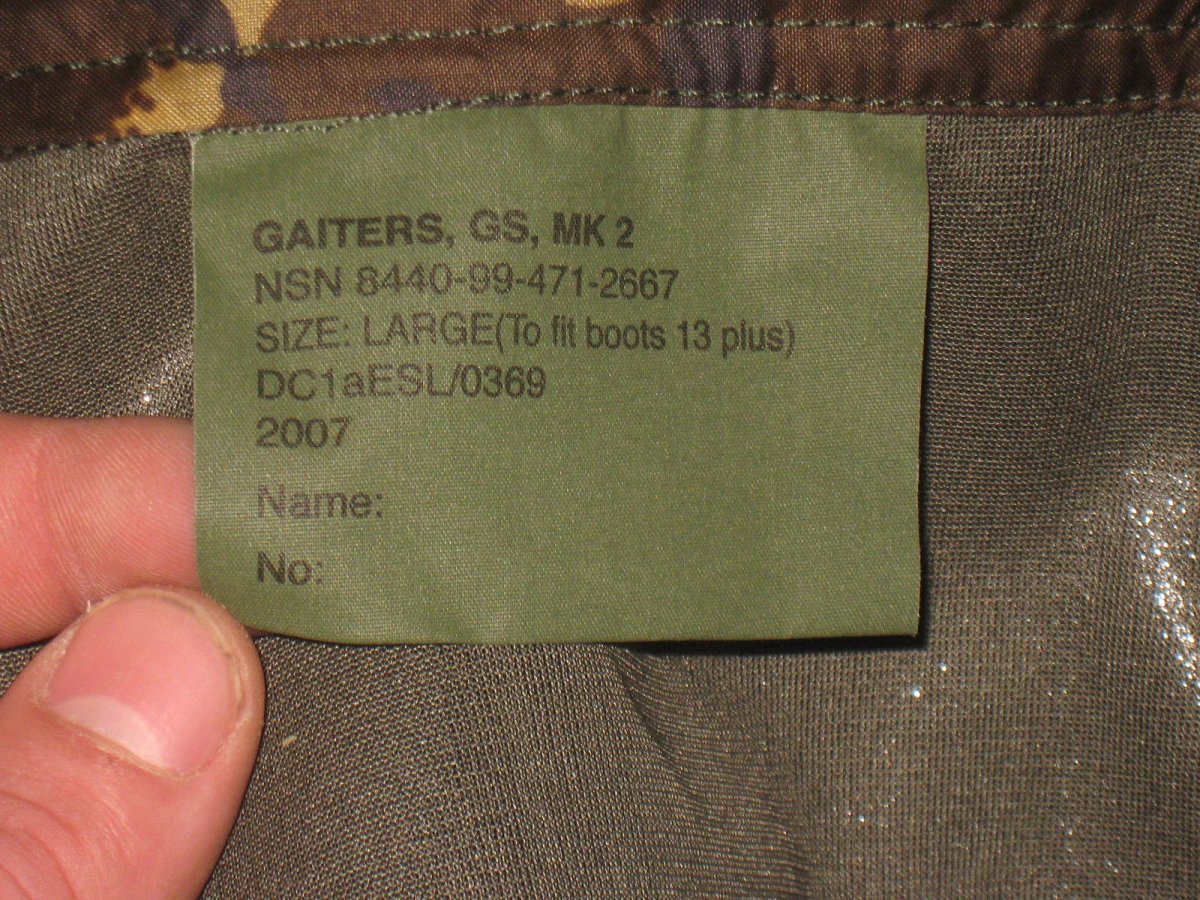 GAITERS, GS, MK 2
NSN 8440-99-471-2667
SIZE: LARGE(To fit boots 13 plus)
DC1aESL/0369
2007
Name:
No: